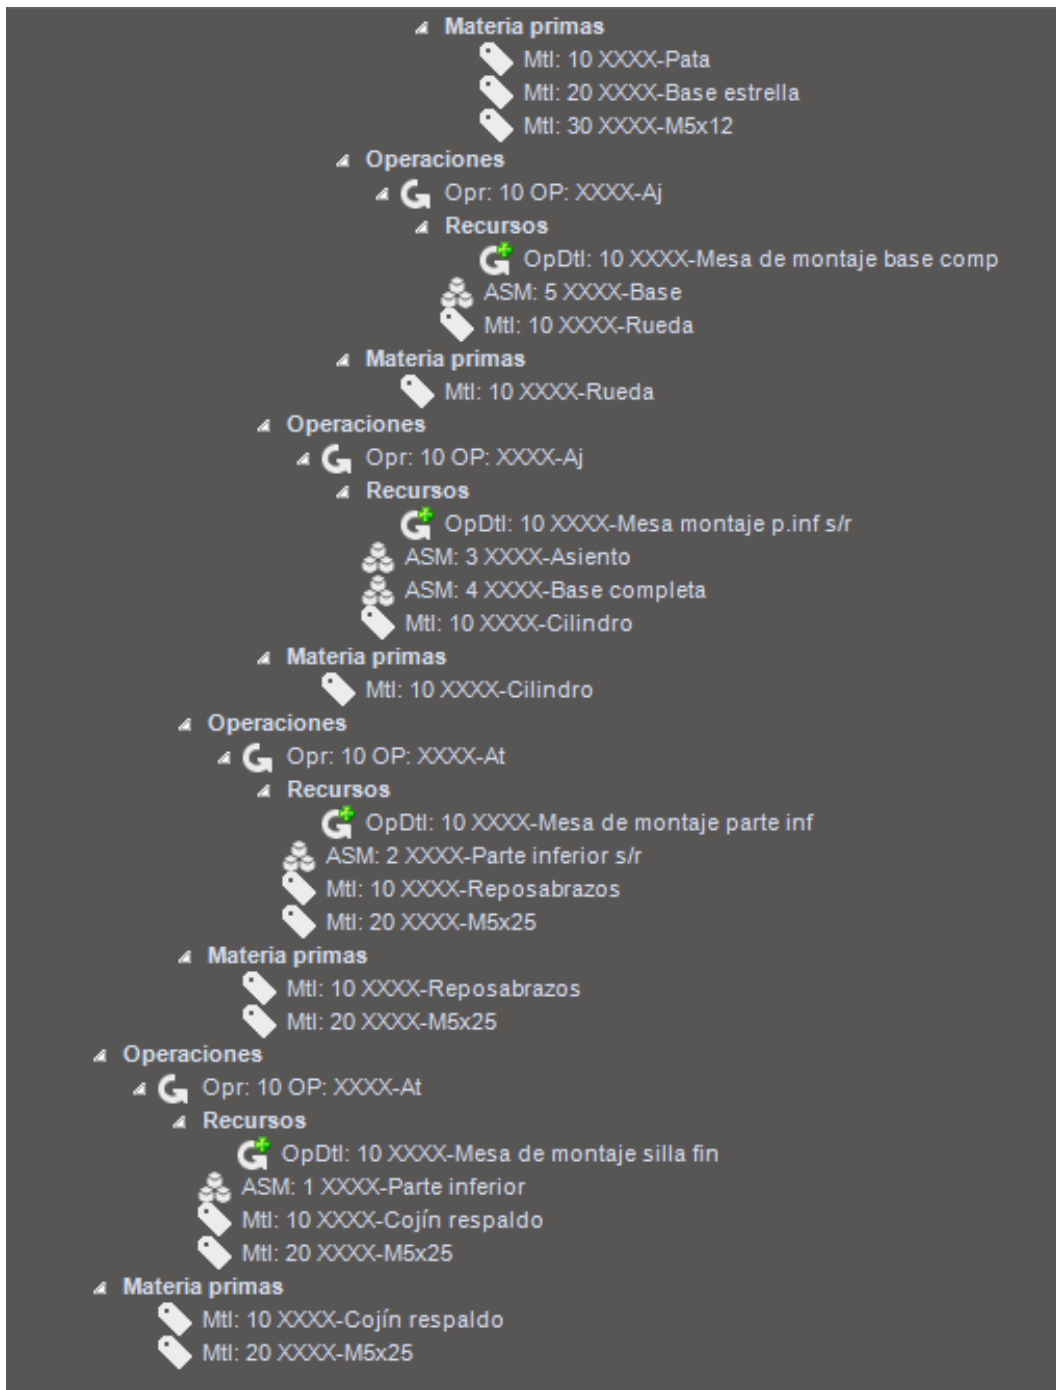 Materia primas
Mtl: 10 XXXX-Pata
Mtl: 20 XXXX-Base estrella
Mtl: 30 XXXX-M5x12
Operaciones
Opr: 10 OP: XXXX-Aj
Recursos
OpDtl: 10 XXXX-Mesa de montaje base comp
ASM: 5 XXXX-Base
Mtl: 10 XXXX-Rueda
Materia primas
Mtl: 10 XXXX-Rueda
Operaciones
Opr: 10 OP: XXXX-Aj
Recursos
OpDtl: 10 XXXX-Mesa montaje p.inf s/r
ASM: 3 XXXX-Asiento
ASM: 4 XXXX-Base completa
Mtl: 10 XXXX-Cilindro
Materia primas
Mtl: 10 XXXX-Cilindro
Operaciones
Opr: 10 OP: XXXX-At
Recursos
OpDtl: 10 XXXX-Mesa de montaje parte inf
ASM: 2 XXXX-Parte inferior s/r
Mtl: 10 XXXX-Reposabrazos
Mtl: 20 XXXX-M5x25
Materia primas
Mtl: 10 XXXX-Reposabrazos
Mtl: 20 XXXX-M5x25
Operaciones
Opr: 10 OP: XXXX-At
Recursos
OpDtl: 10 XXXX-Mesa de montaje silla fin
ASM: 1 XXXX-Parte inferior
Mtl: 10 XXXX-Cojín respaldo
Mtl: 20 XXXX-M5x25
Materia primas
Mtl: 10 XXXX-Cojín respaldo
Mtl: 20 XXXX-M5x25